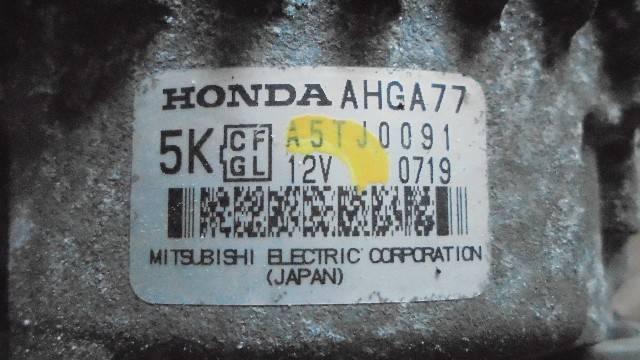 HONDA AHGA77
5K CF GL A5TJ0091
12V 0719
MITSUBISHI ELECTRIC CORPORATION
(JAPAN)